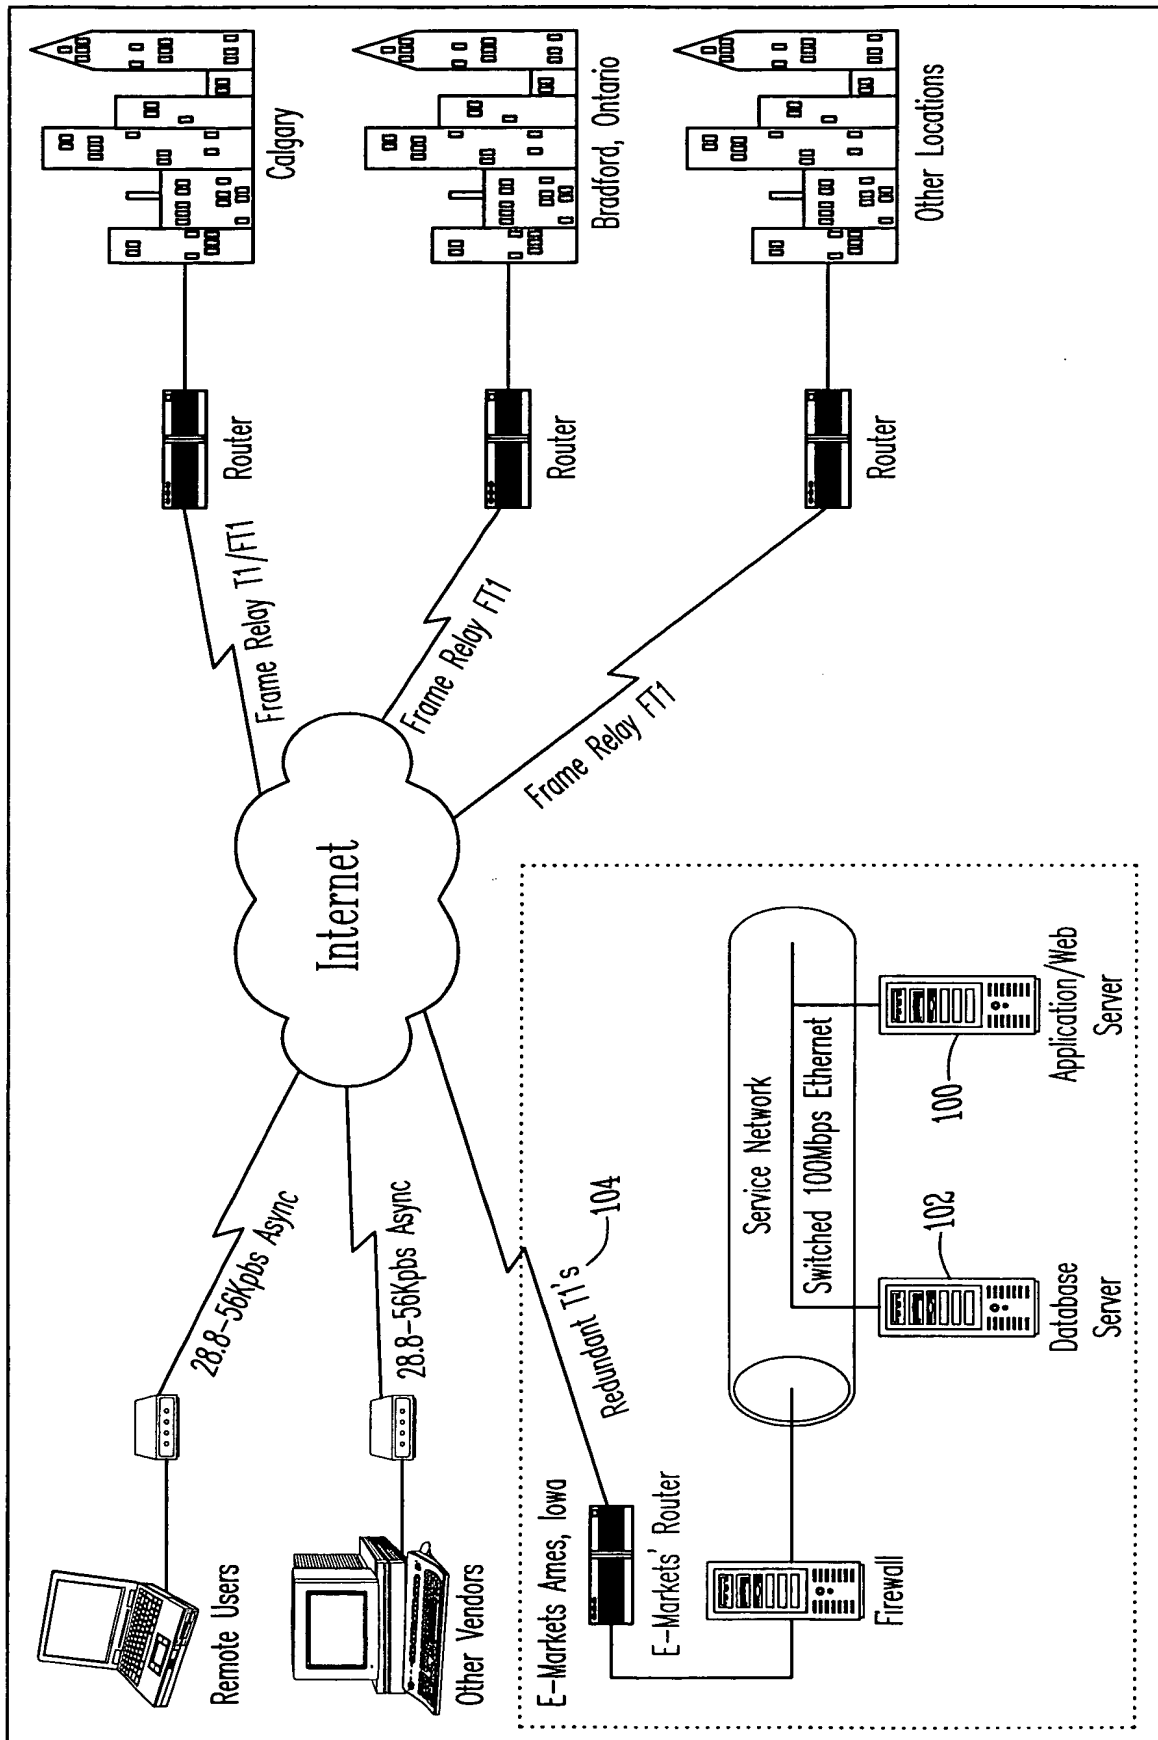 Remote Users
28.8-56Kpbs Async
Other Vendors
28.8-56Kpbs Async
Internet
Frame Relay T1/FT1
Router
Calgary
Frame Relay FT1
Router
Bradford, Ontario
Frame Relay FT1
Router
Other Locations
E-Markets Ames, Iowa
Redundant T1's
104
E-Markets' Router
Firewall
Service Network
Switched 100Mbps Ethernet
102
100
Database
Server
Application/Web
Server